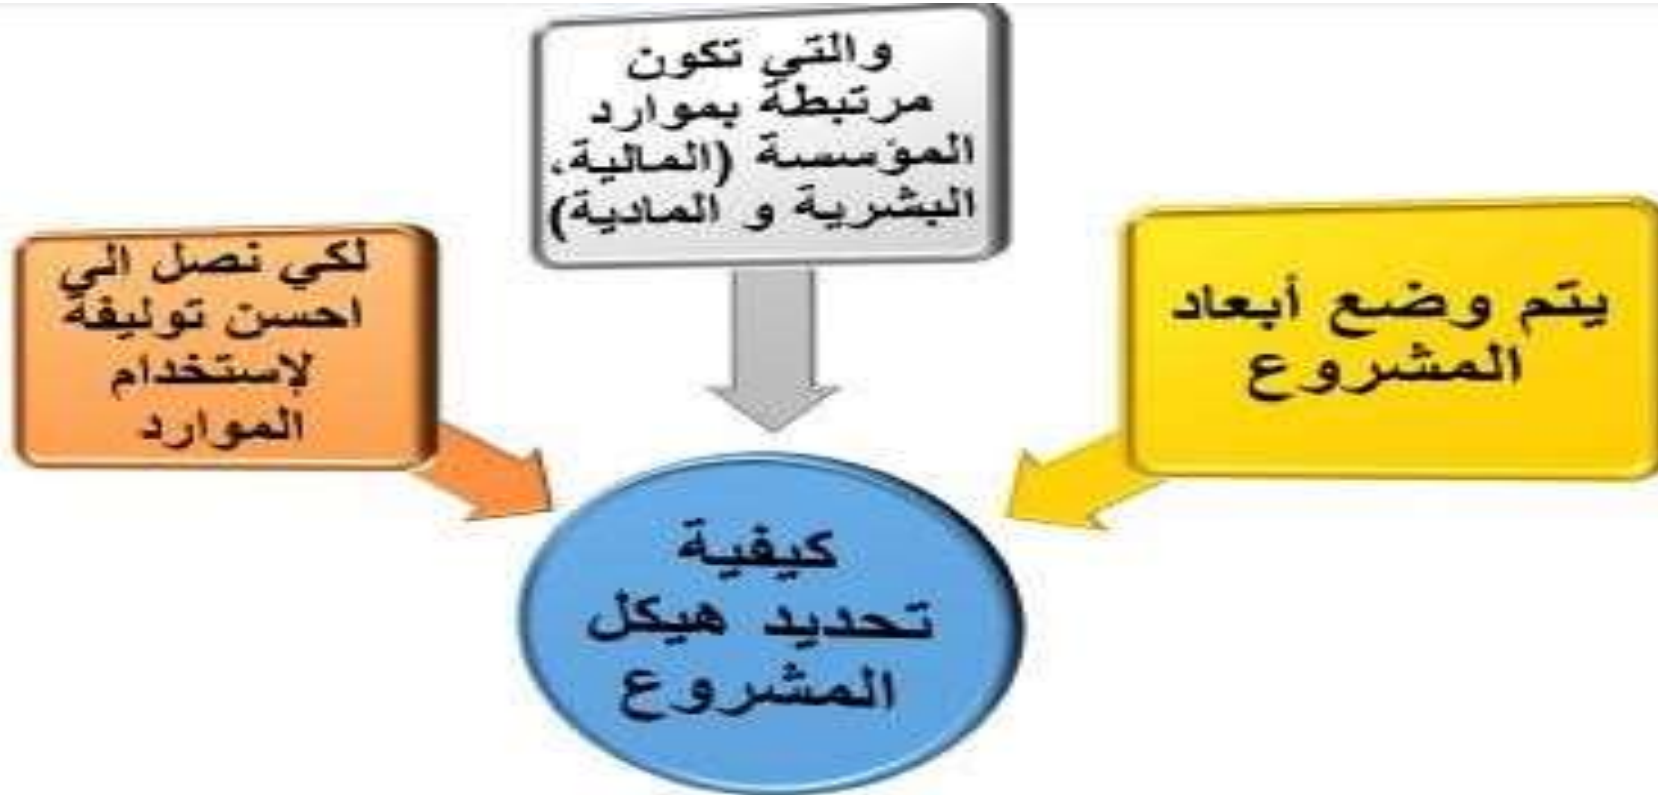 يتم وضع أبعاد
المشروع
والتي تكون
مرتبطة بموارد
المؤسسة (المالية،
البشرية و المادية)
لكي نصل الى
احسن توليفة
لإستخدام
الموارد
كيفية
تحديد هيكل
المشروع